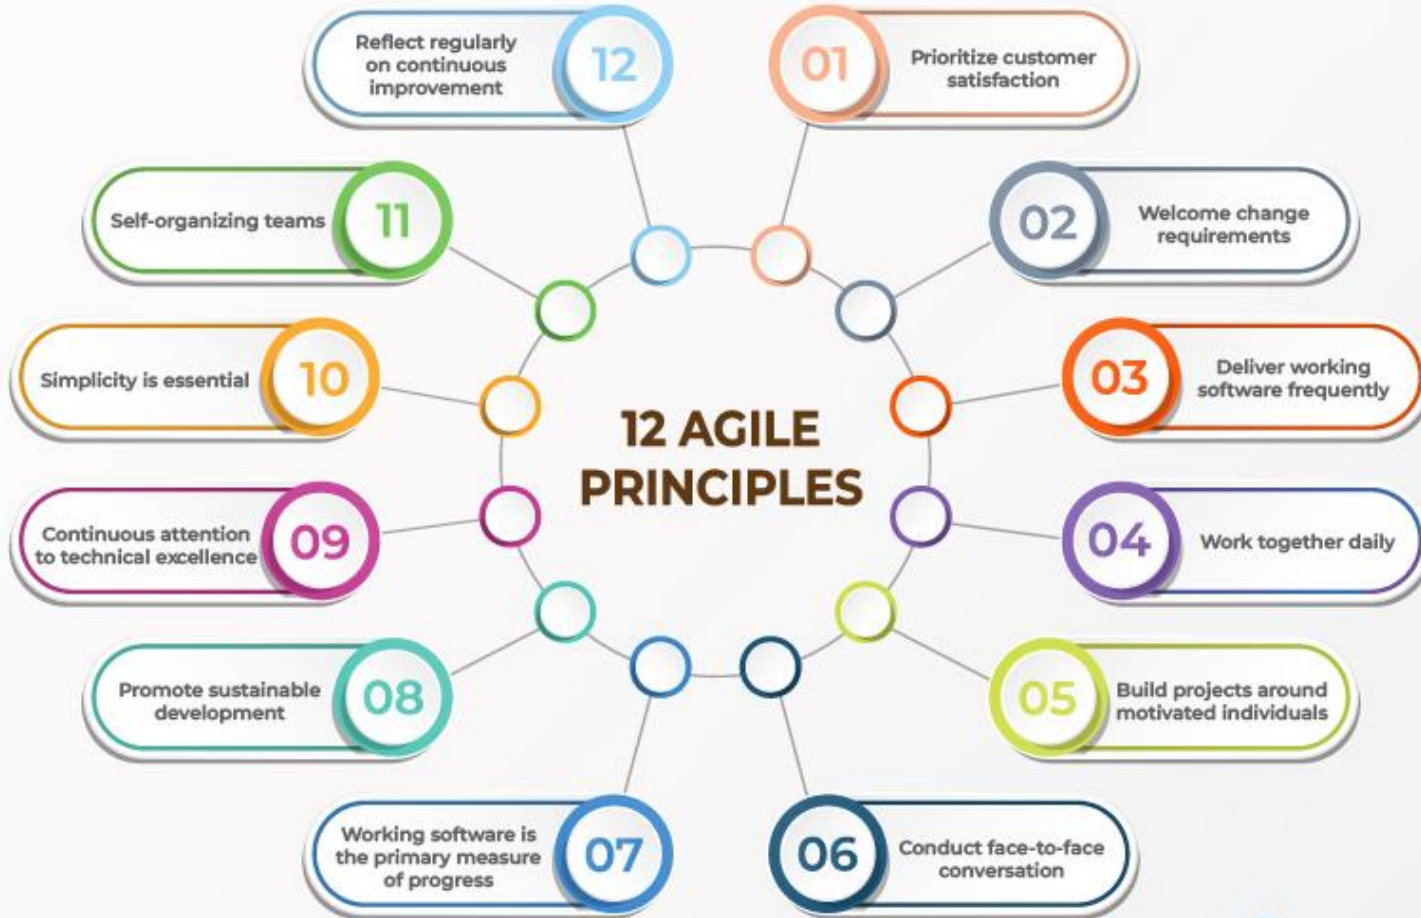 12 AGILE
PRINCIPLES
01
Prioritize customer
satisfaction
02
Welcome change
requirements
03
Deliver working
software frequently
04
Work together daily
05
Build projects around
motivated individuals
06
Conduct face-to-face
conversation
07
Working software is
the primary measure
of progress
08
Promote sustainable
development
09
Continuous attention
to technical excellence
10
Simplicity is essential
11
Self-organizing teams
12
Reflect regularly
on continuous
improvement